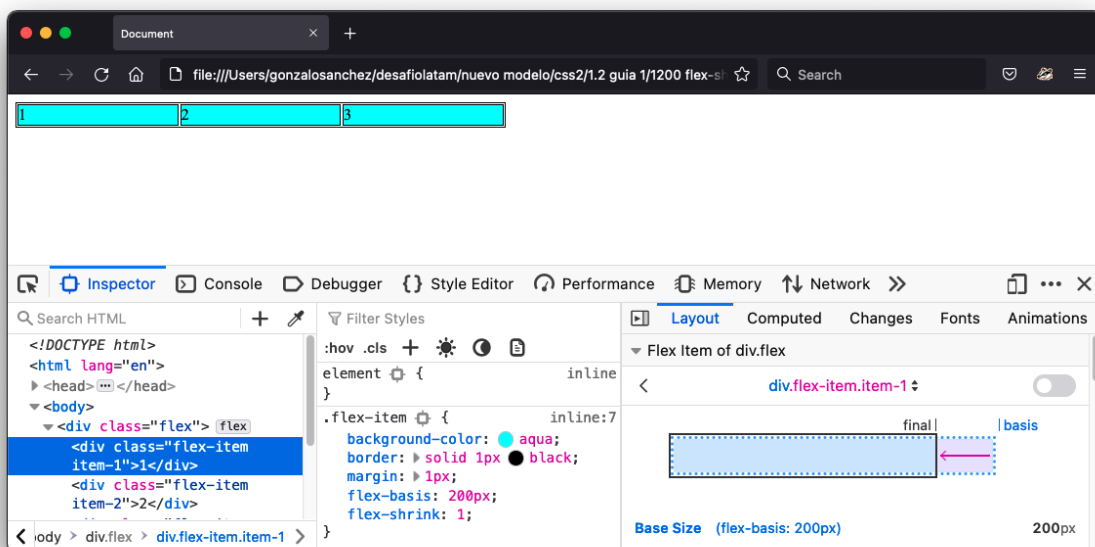 Document × +
file:///Users/gonzalosanchez/desafiolatam/nuevo modelo/css2/1.2 guia 1/1200 flex-sh
Search
1 2 3
Inspector Console Debugger {} Style Editor Performance Memory Network
Search HTML
<!DOCTYPE html>
<html lang="en">
<head> ••• </head>
<body>
<div class="flex"> flex
<div class="flex-item
item-1">1</div>
<div class="flex-item
item-2">2</div>
body > div.flex > div.flex-item.item-1
Filter Styles
:hov .cls +
element { inline
}
.flex-item { inline:7
background-color: aqua;
border: solid 1px black;
margin: 1px;
flex-basis: 200px;
flex-shrink: 1;
}
Layout Computed Changes Fonts Animations
Flex Item of div.flex
div.flex-item.item-1
final basis
Base Size (flex-basis: 200px) 200px